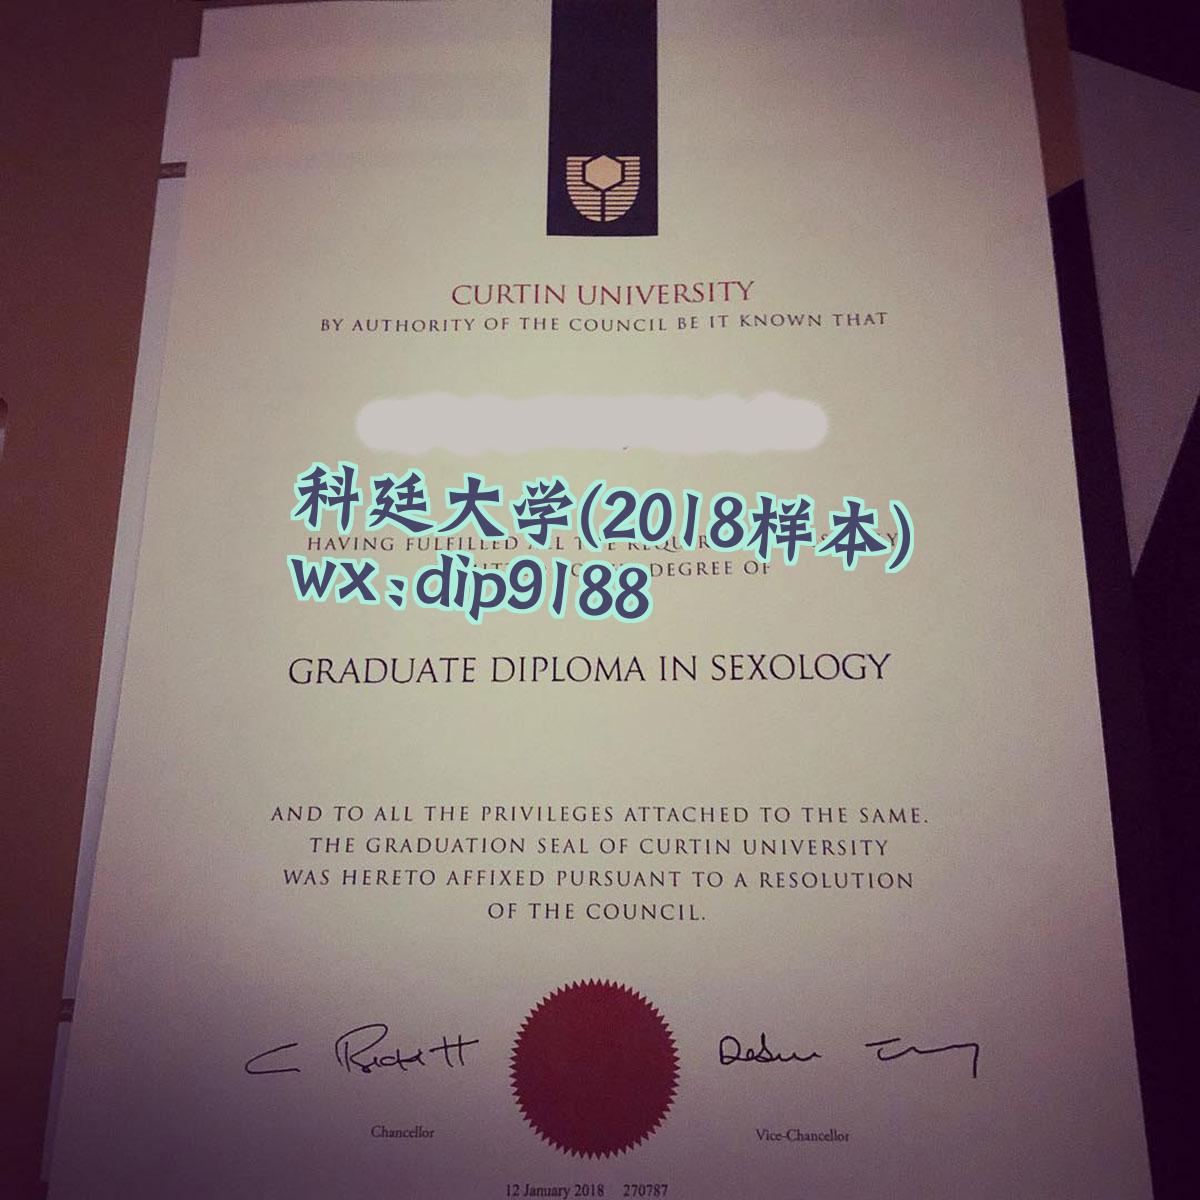 CURTIN UNIVERSITY
BY AUTHORITY OF THE COUNCIL BE IT KNOWN THAT
科廷大学(2018样本)
HAVING FULFILLED ALL THE
wx:dip9188
DEGREE OF
GRADUATE DIPLOMA IN SEXOLOGY
AND TO ALL THE PRIVILEGES ATTACHED TO THE SAME.
THE GRADUATION SEAL OF CURTIN UNIVERSITY
WAS HERETO AFFIXED PURSUANT TO A RESOLUTION
OF THE COUNCIL.
Chancellor
Vice-Chancellor
12 January 2018 270787